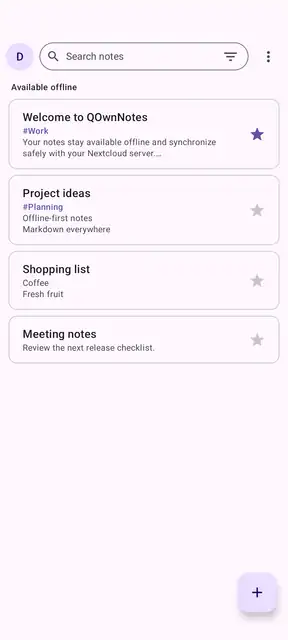 D
Search notes
Available offline
Welcome to QOwnNotes
#Work
Your notes stay available offline and synchronize
safely with your Nextcloud server.…
Project ideas
#Planning
Offline-first notes
Markdown everywhere
Shopping list
Coffee
Fresh fruit
Meeting notes
Review the next release checklist.